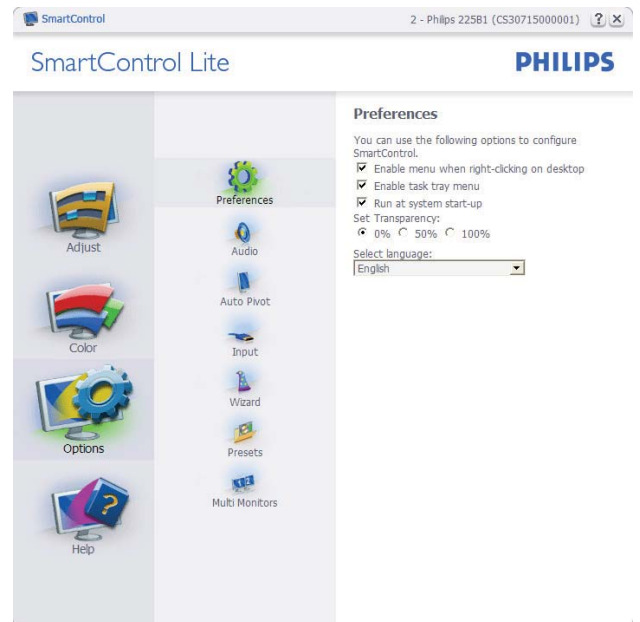 SmartControl
2 - Philips 225B1 (CS30715000001)
?
SmartControl Lite
PHILIPS
Adjust
Color
Options
?
Help
Preferences
Audio
Auto Pivot
Input
Wizard
Presets
1 2
Multi Monitors
Preferences
You can use the following options to configure
SmartControl.
Enable menu when right-clicking on desktop
Enable task tray menu
Run at system start-up
Set Transparency:
0% 50% 100%
Select language:
English